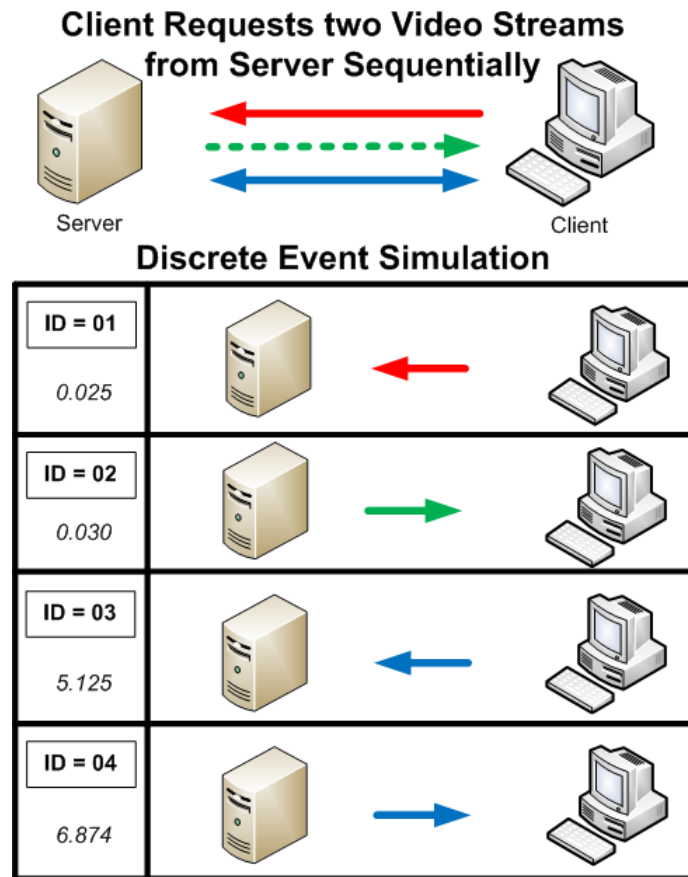 Client Requests two Video Streams
from Server Sequentially
Server
Client
Discrete Event Simulation
ID = 01
0.025
ID = 02
0.030
ID = 03
5.125
ID = 04
6.874